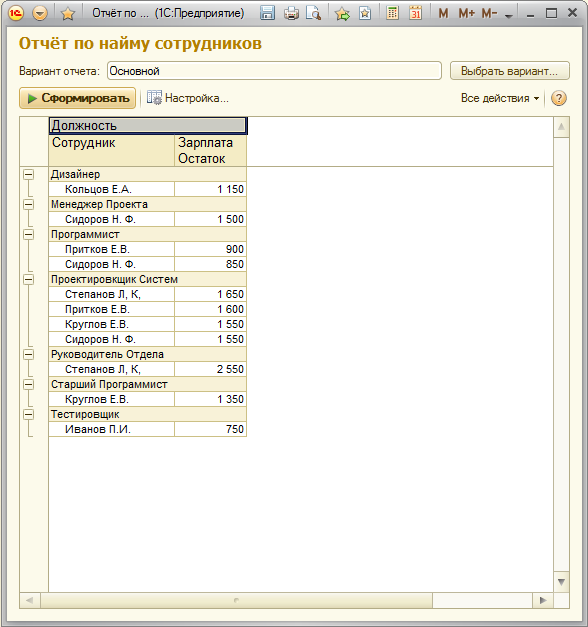 Отчёт по ... (1С:Предприятие)
M M+ M-
Отчёт по найму сотрудников
Вариант отчета: Основной Выбрать вариант...
Сформировать Настройка... Все действия
Должность
Сотрудник Зарплата
Остаток
Дизайнер
Кольцов Е.А. 1 150
Менеджер Проекта
Сидоров Н. Ф. 1 500
Программист
Притков Е.В. 900
Сидоров Н. Ф. 850
Проектировкщик Систем
Степанов Л, К, 1 650
Притков Е.В. 1 600
Круглов Е.В. 1 550
Сидоров Н. Ф. 1 550
Руководитель Отдела
Степанов Л, К, 2 550
Старший Программист
Круглов Е.В. 1 350
Тестировщик
Иванов П.И. 750